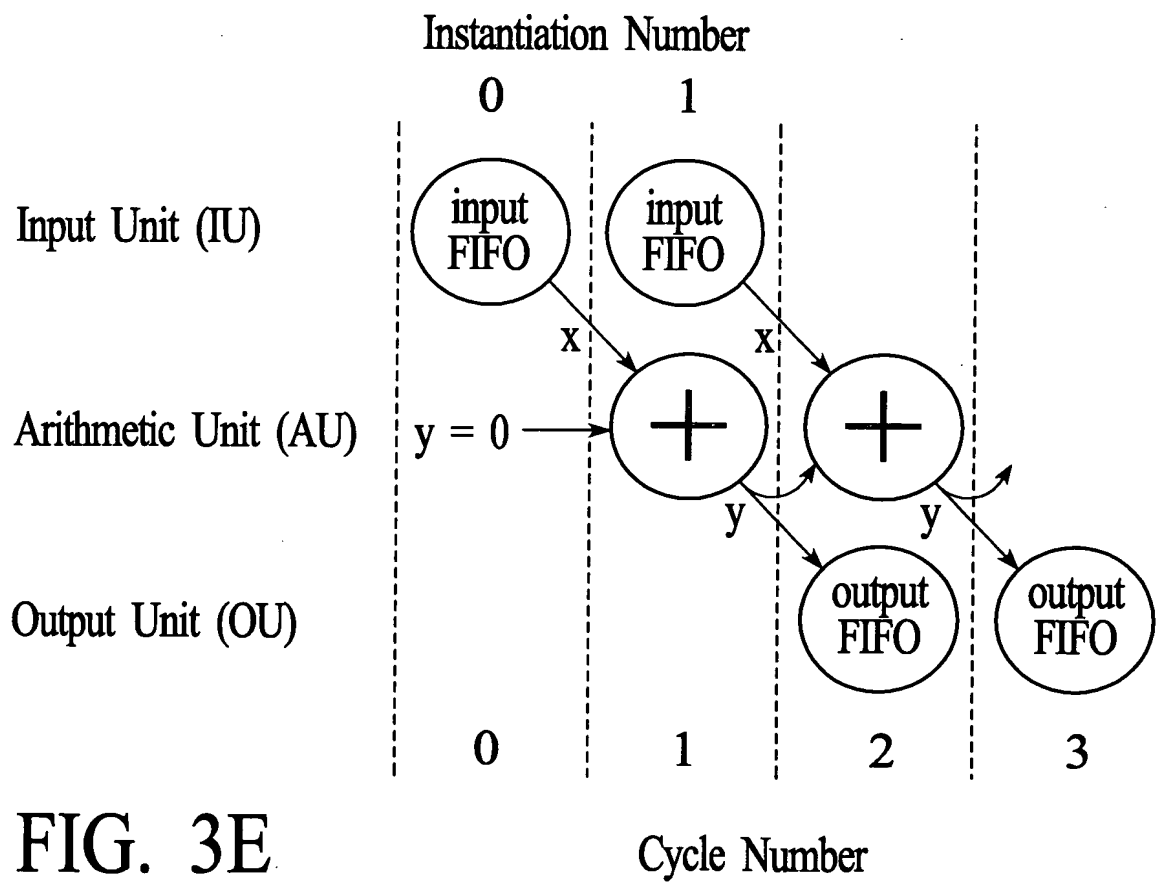 Instantiation Number
0 1
Input Unit (IU)
input
FIFO
input
FIFO
x x
Arithmetic Unit (AU)
y = 0
+ +
y y
Output Unit (OU)
output
FIFO
output
FIFO
0 1 2 3
FIG. 3E
Cycle Number